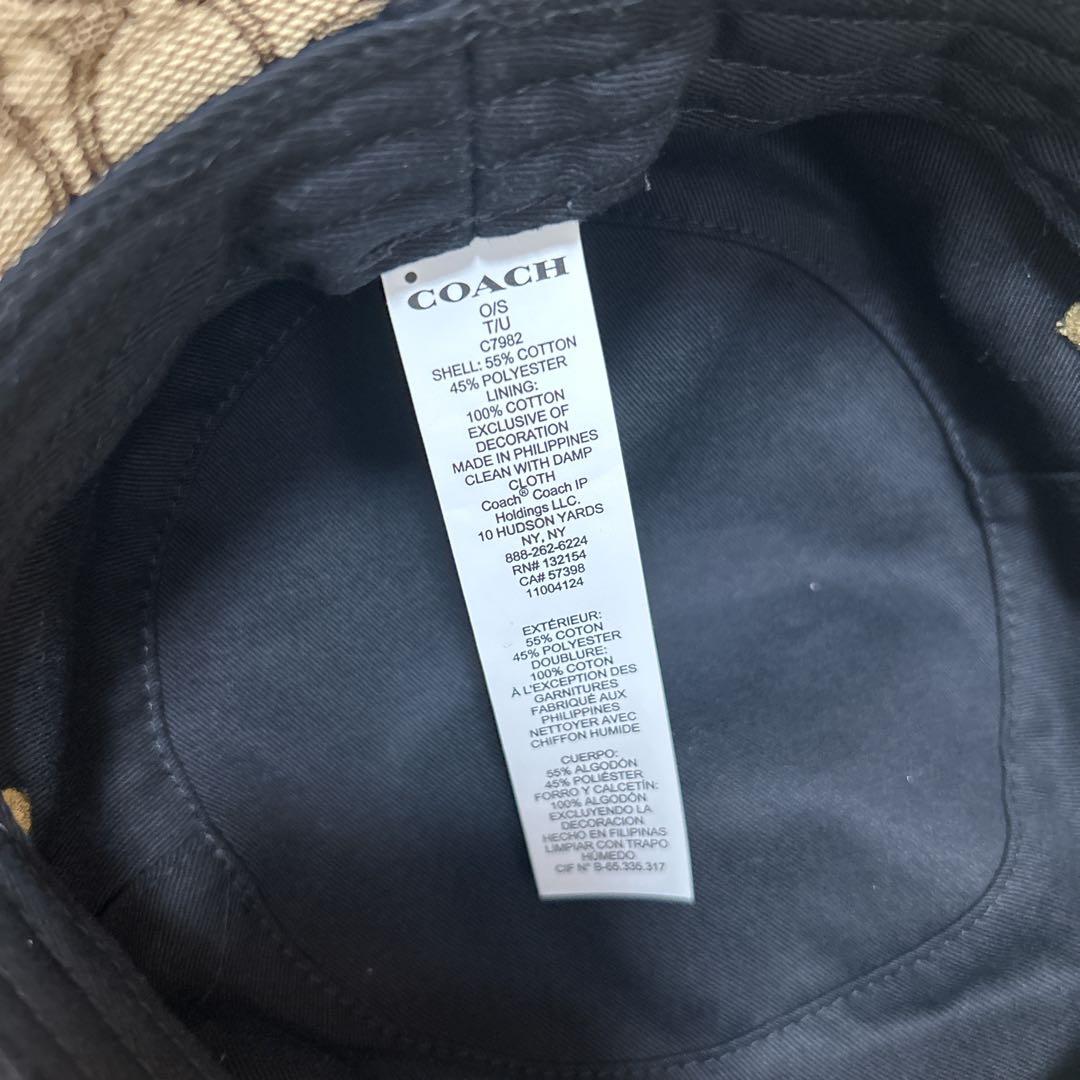 COACH
O/S
T/U
C7982
SHELL: 55% COTTON
45% POLYESTER
LINING:
100% COTTON
EXCLUSIVE OF
DECORATION
MADE IN PHILIPPINES
CLEAN WITH DAMP
CLOTH
Coach® Coach IP
Holdings LLC.
10 HUDSON YARDS
NY, NY
888-262-6224
RN# 132154
CA# 57398
11004124
EXTÉRIEUR:
55% COTON
45% POLYESTER
DOUBLURE:
100% COTON
À L'EXCEPTION DES
GARNITURES
FABRIQUÉ AUX
PHILIPPINES
NETTOYER AVEC
CHIFFON HUMIDE
CUERPO:
55% ALGODÓN
45% POLIÉSTER
FORRO Y CALCETÍN:
100% ALGODÓN
EXCLUYENDO LA
DECORACION
HECHO EN FILIPINAS
LIMPIAR CON TRAPO
HÚMEDO
CIF N° B-65.335.317